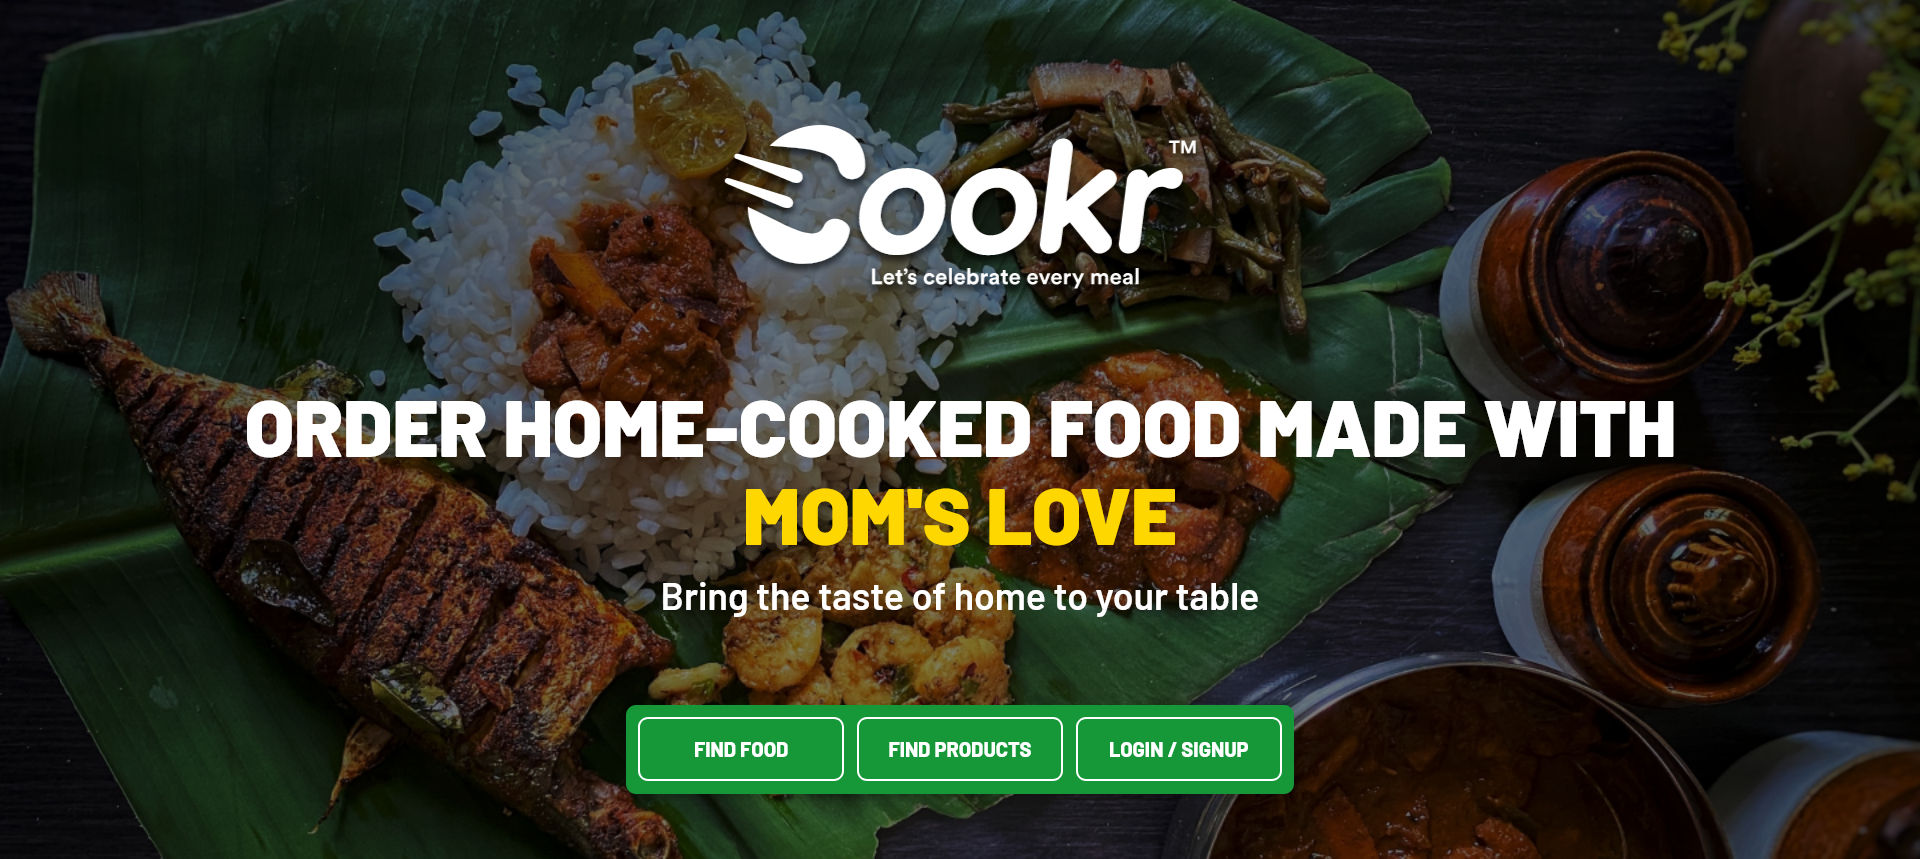 Cookr™
Let's celebrate every meal
ORDER HOME-COOKED FOOD MADE WITH
MOM'S LOVE
Bring the taste of home to your table
FIND FOOD
FIND PRODUCTS
LOGIN / SIGNUP